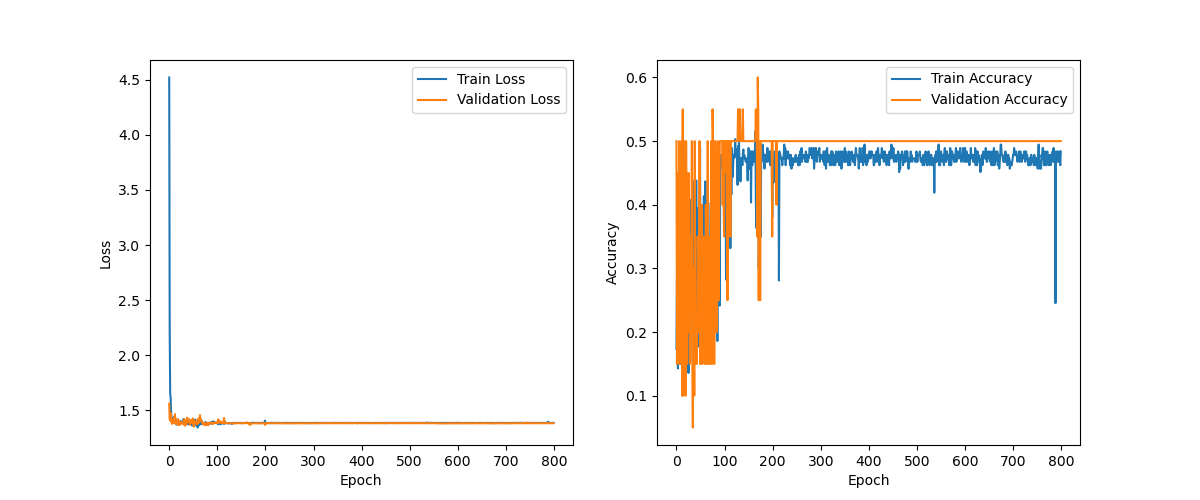 4.5
4.0
3.5
3.0
2.5
2.0
1.5
Loss
0 100 200 300 400 500 600 700 800
Epoch
Train Loss
Validation Loss
0.6
0.5
0.4
0.3
0.2
0.1
Accuracy
0 100 200 300 400 500 600 700 800
Epoch
Train Accuracy
Validation Accuracy